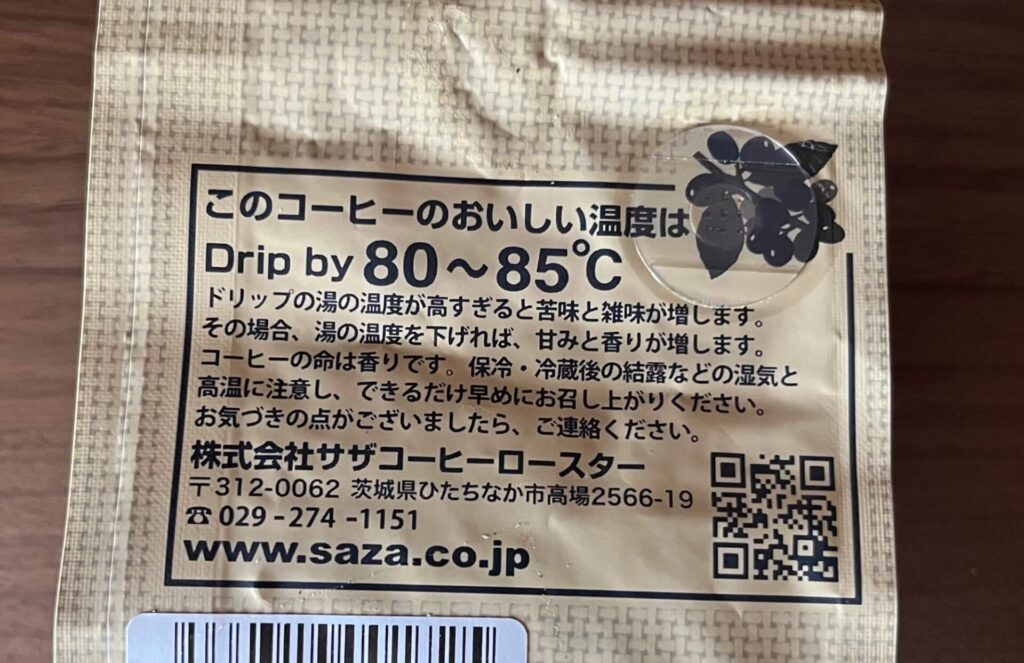 このコーヒーのおいしい温度は
Drip by 80～85℃
ドリップの湯の温度が高すぎると苦味と雑味が増します。
その場合、湯の温度を下げれば、甘みと香りが増します。
コーヒーの命は香りです。保冷・冷蔵後の結露などの湿気と
高温に注意し、できるだけ早めにお召し上がりください。
お気づきの点がございましたら、ご連絡ください。
株式会社サザコーヒーロースター
〒312-0062 茨城県ひたちなか市高場2566-19
☎029-274-1151
www.saza.co.jp